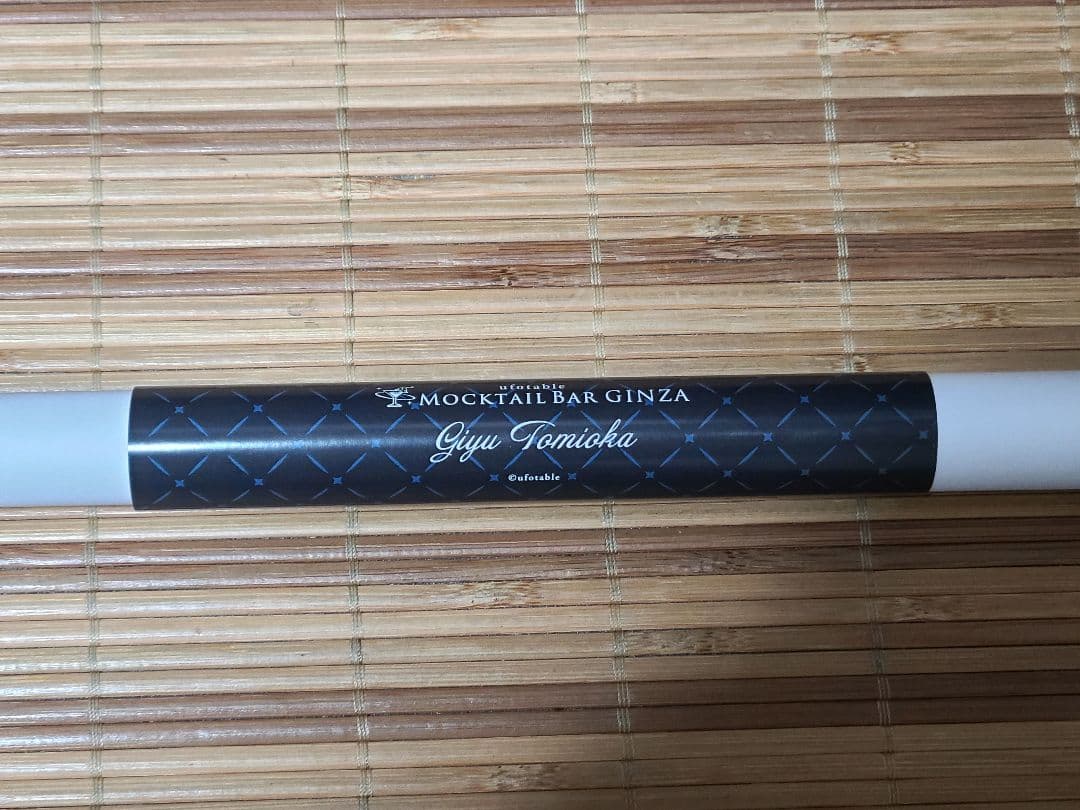 ufotable
MOCKTAIL BAR GINZA
Giyu Tomioka
©ufotable